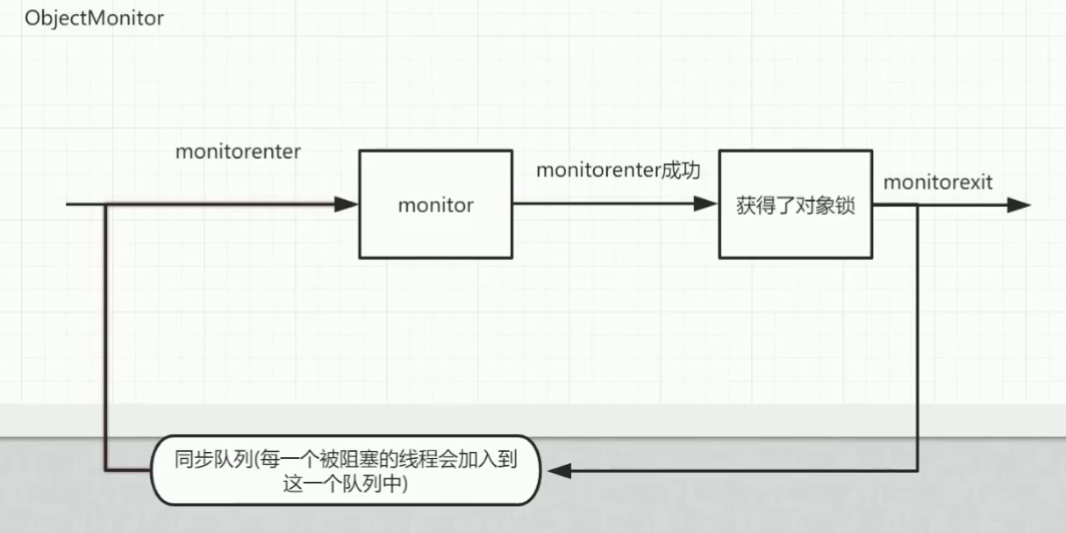 ObjectMonitor
monitorenter
monitor
monitorenter成功
获得了对象锁
monitorexit
同步队列(每一个被阻塞的线程会加入到
这一个队列中)